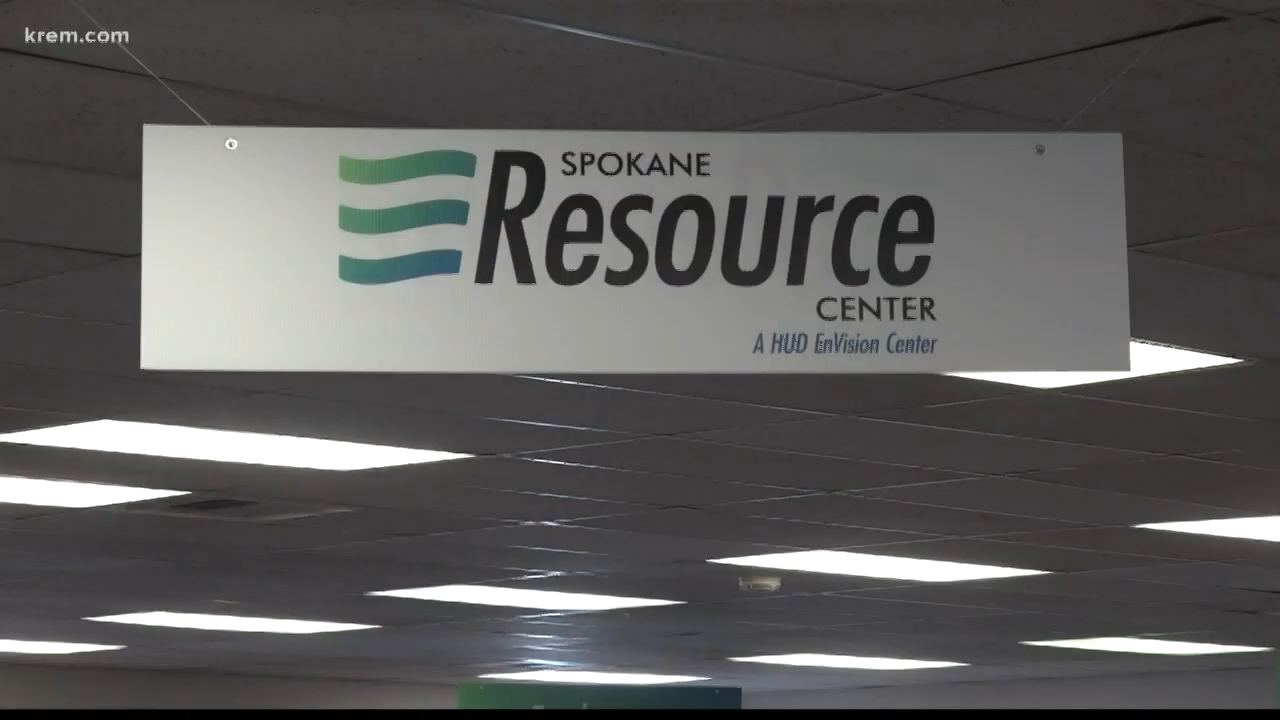 krem.com
SPOKANE
Resource
CENTER
A HUD EnVision Center